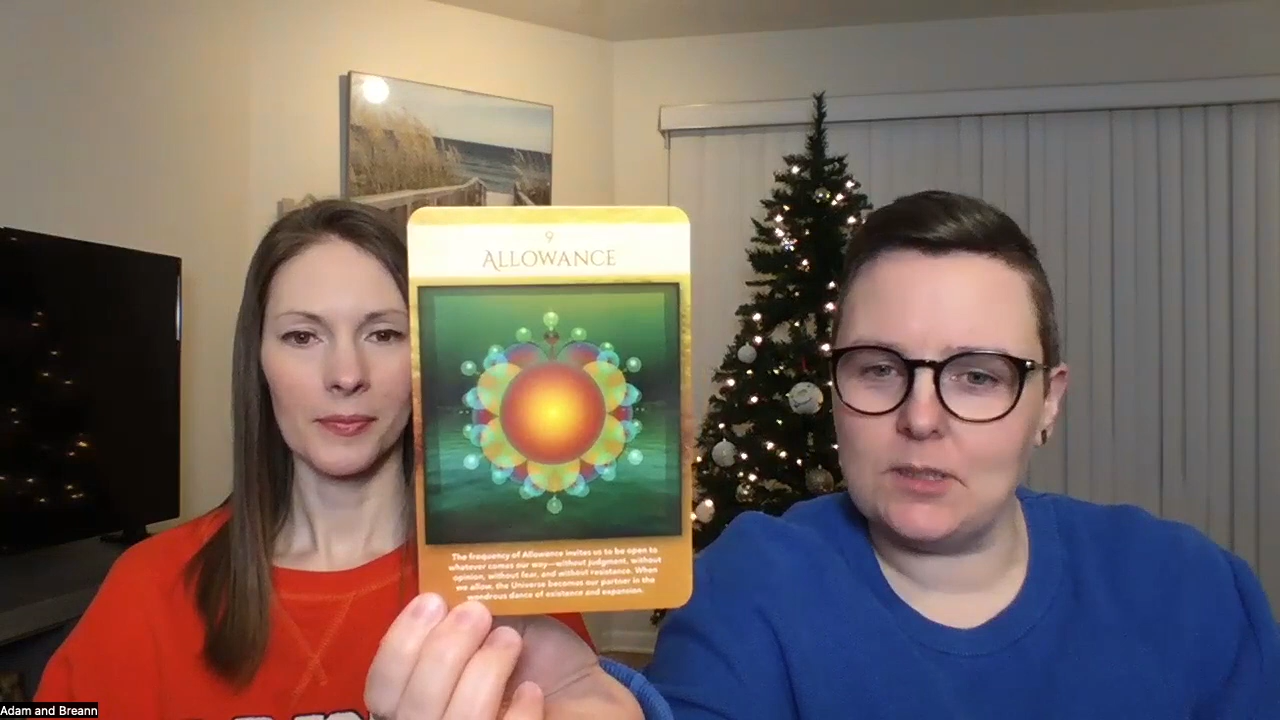 9
ALLOWANCE
The frequency of Allowance invites us to be open to
whatever comes our way—without judgment, without
opinion, without fear, and without resistance. When
we allow, the Universe becomes our partner in the
wondrous dance of existence and expansion.
Adam and Breann